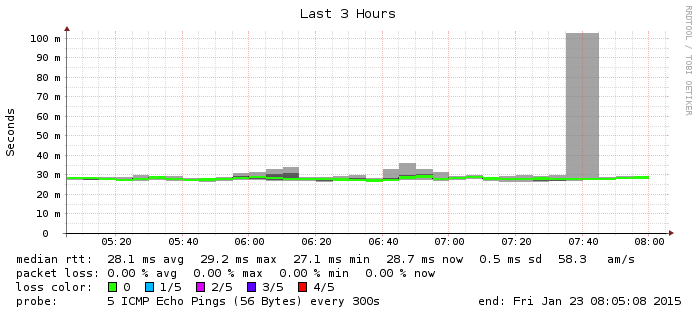 Last 3 Hours
RRDTOOL / TOBI OETIKER
Seconds
100 m
90 m
80 m
70 m
60 m
50 m
40 m
30 m
20 m
10 m
0
05:20 05:40 06:00 06:20 06:40 07:00 07:20 07:40 08:00
median rtt: 28.1 ms avg 29.2 ms max 27.1 ms min 28.7 ms now 0.5 ms sd 58.3 am/s
packet loss: 0.00 % avg 0.00 % max 0.00 % min 0.00 % now
loss color: 0 1/5 2/5 3/5 4/5
probe: 5 ICMP Echo Pings (56 Bytes) every 300s end: Fri Jan 23 08:05:08 2015